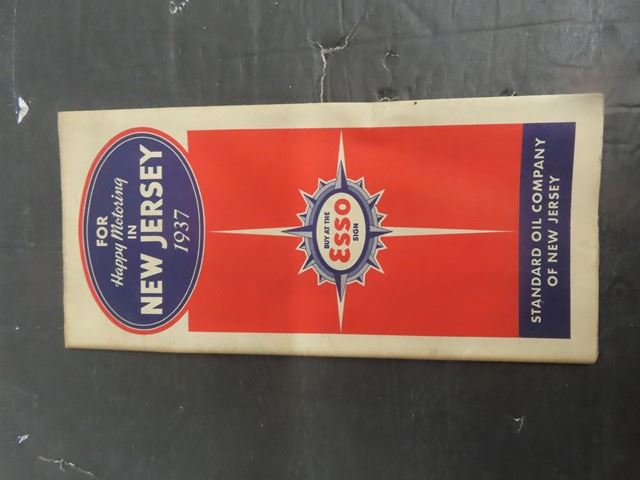 FOR
Happy Motoring
IN
NEW JERSEY
1937
BUY AT THE
ESSO
SIGN
STANDARD OIL COMPANY
OF NEW JERSEY